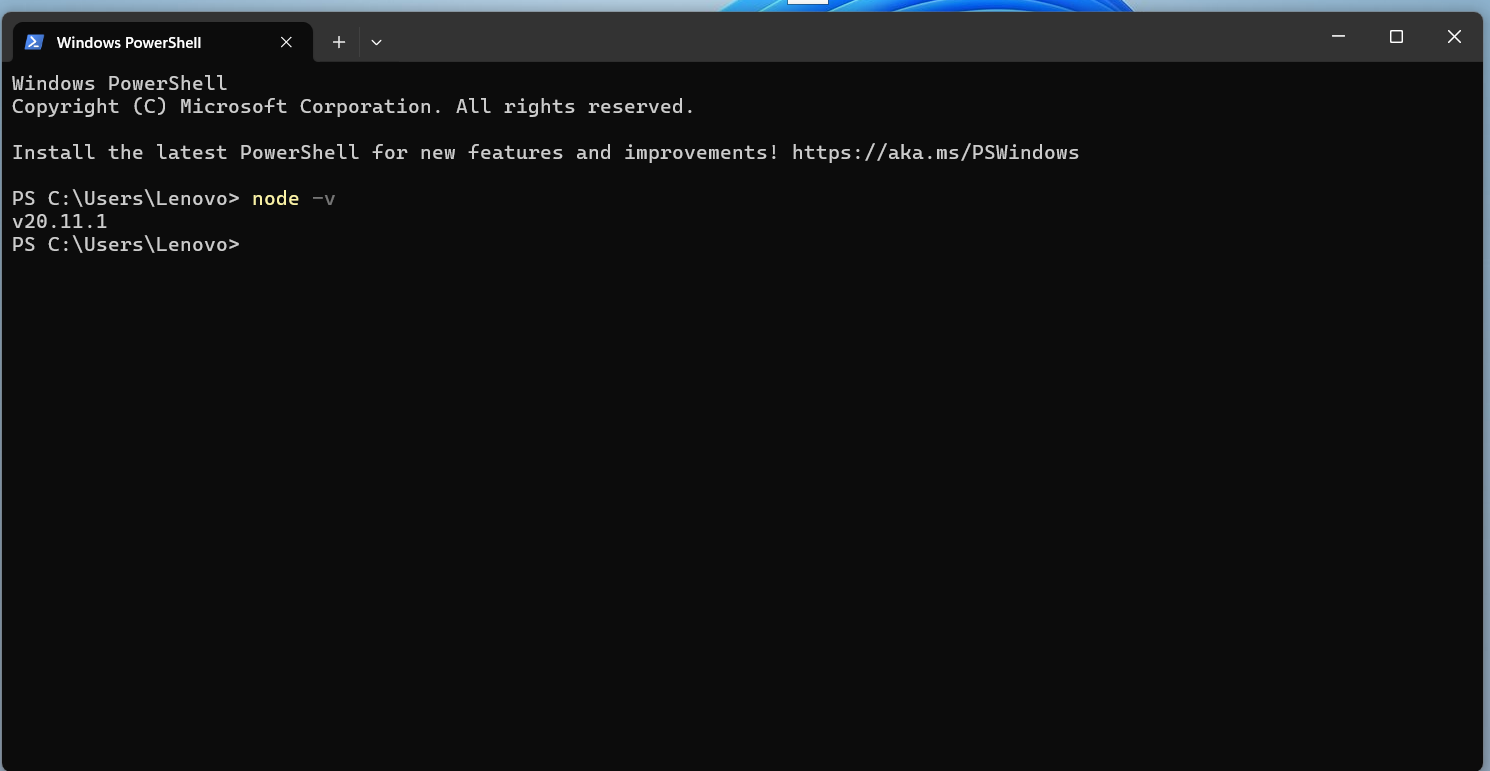 Windows PowerShell
Windows PowerShell
Copyright (C) Microsoft Corporation. All rights reserved.
Install the latest PowerShell for new features and improvements! https://aka.ms/PSWindows
PS C:\Users\Lenovo> node -v
v20.11.1
PS C:\Users\Lenovo>